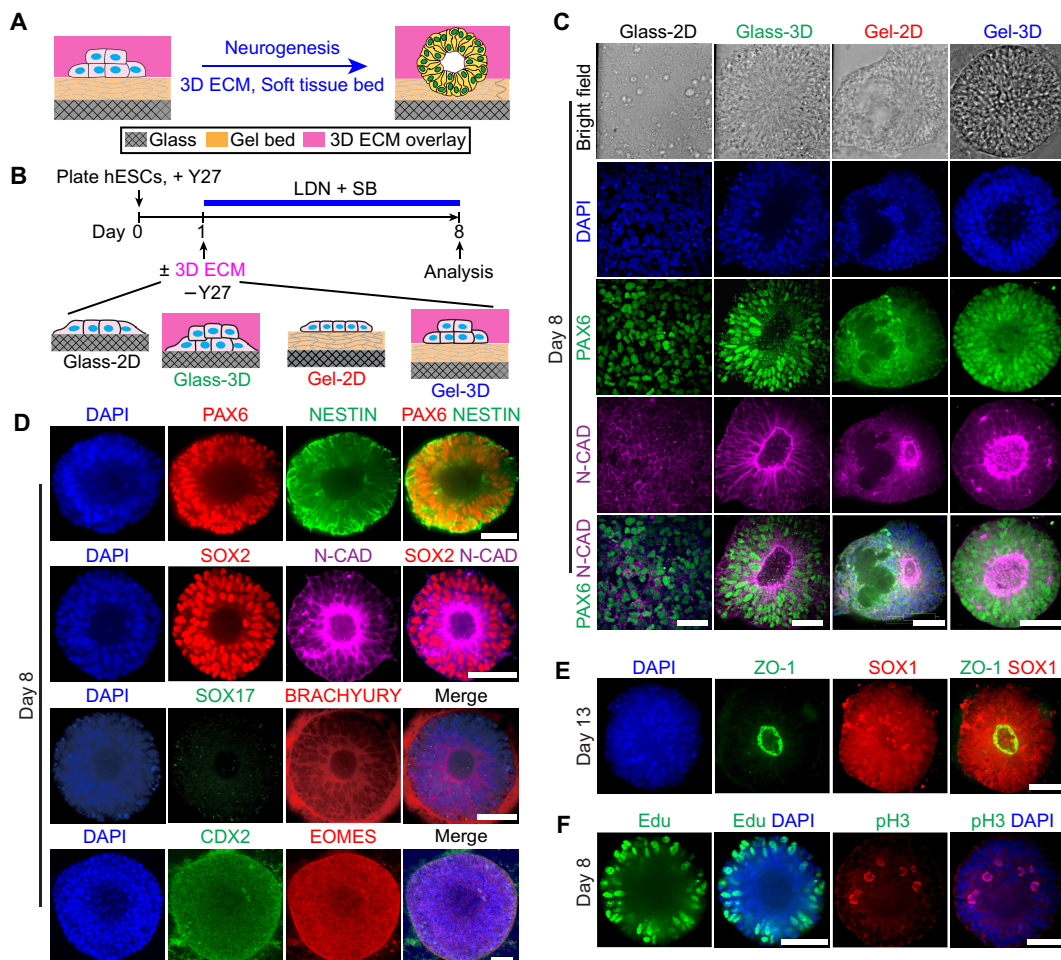 A
Neurogenesis
3D ECM, Soft tissue bed
Glass Gel bed 3D ECM overlay
B
Plate hESCs, + Y27
LDN + SB
Day 0 1 8
± 3D ECM
–Y27
Analysis
Glass-2D
Glass-3D
Gel-2D
Gel-3D
C
Glass-2D Glass-3D Gel-2D Gel-3D
Day 8
Bright field
DAPI
PAX6
N-CAD
PAX6 N-CAD
D
Day 8
DAPI PAX6 NESTIN PAX6 NESTIN
DAPI SOX2 N-CAD SOX2 N-CAD
DAPI SOX17 BRACHYURY Merge
DAPI CDX2 EOMES Merge
E
Day 13
DAPI ZO-1 SOX1 ZO-1 SOX1
F
Day 8
Edu Edu DAPI pH3 pH3 DAPI